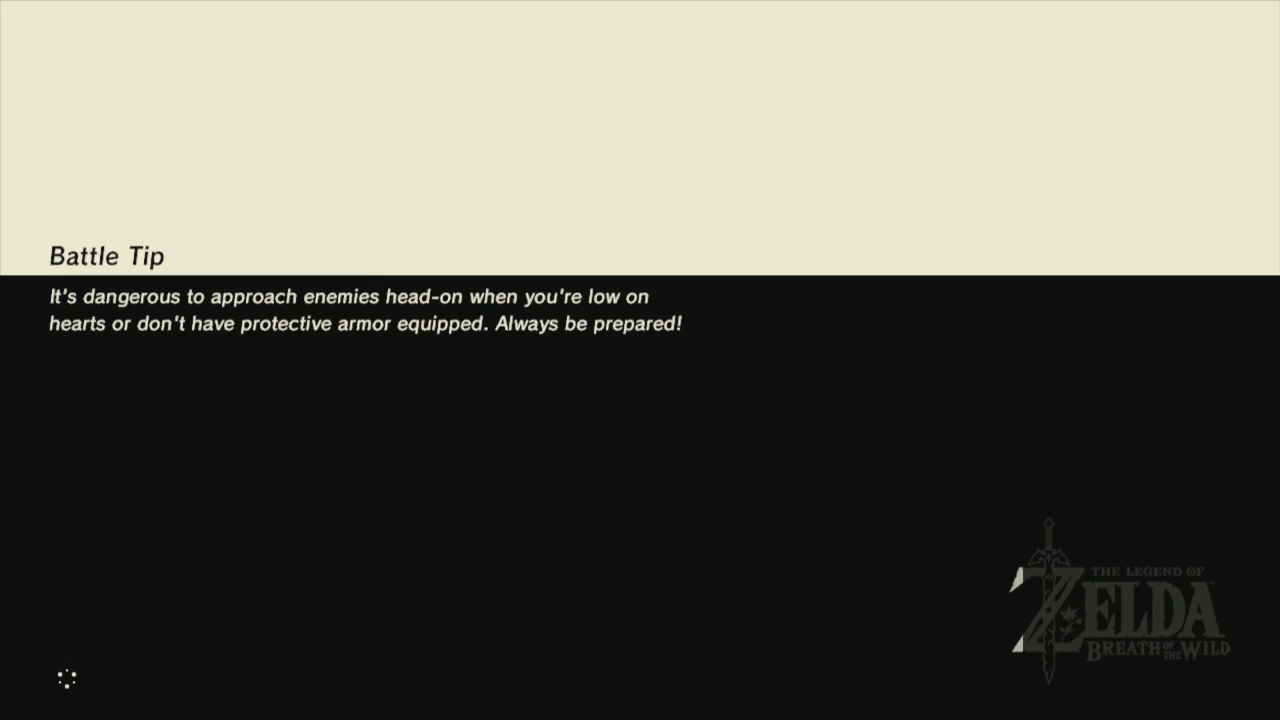 Battle Tip
It's dangerous to approach enemies head-on when you're low on
hearts or don't have protective armor equipped. Always be prepared!
THE LEGEND OF
ZELDA
BREATH OF THE WILD